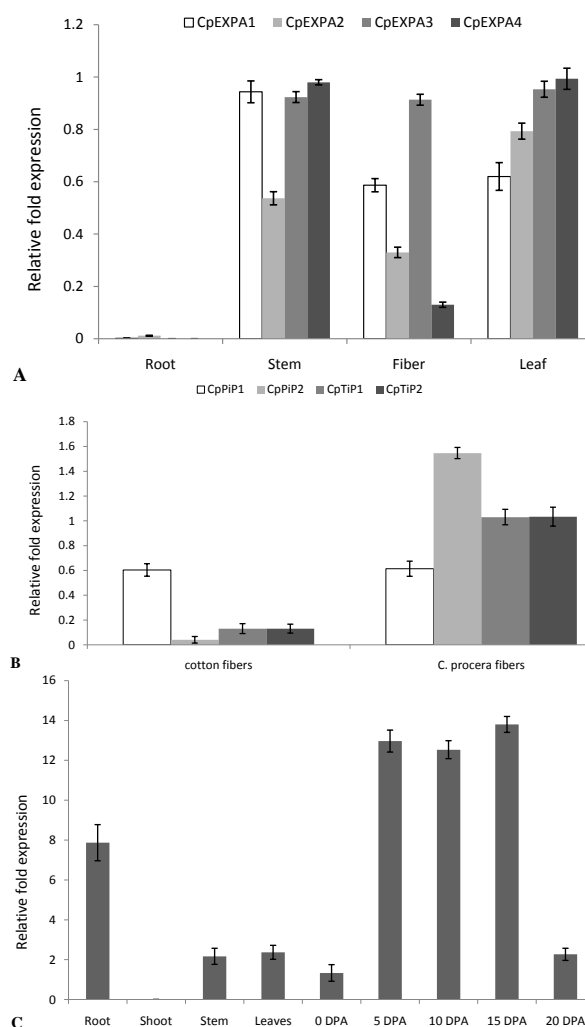 CpEXPA1 CpEXPA2 CpEXPA3 CpEXPA4
Relative fold expression
1.2
1
0.8
0.6
0.4
0.2
0
Root Stem Fiber Leaf
A
CpPiP1 CpPiP2 CpTiP1 CpTiP2
Relative fold expression
1.8
1.6
1.4
1.2
1
0.8
0.6
0.4
0.2
0
cotton fibers C. procera fibers
B
Relative fold expression
16
14
12
10
8
6
4
2
0
Root Shoot Stem Leaves 0 DPA 5 DPA 10 DPA 15 DPA 20 DPA
C